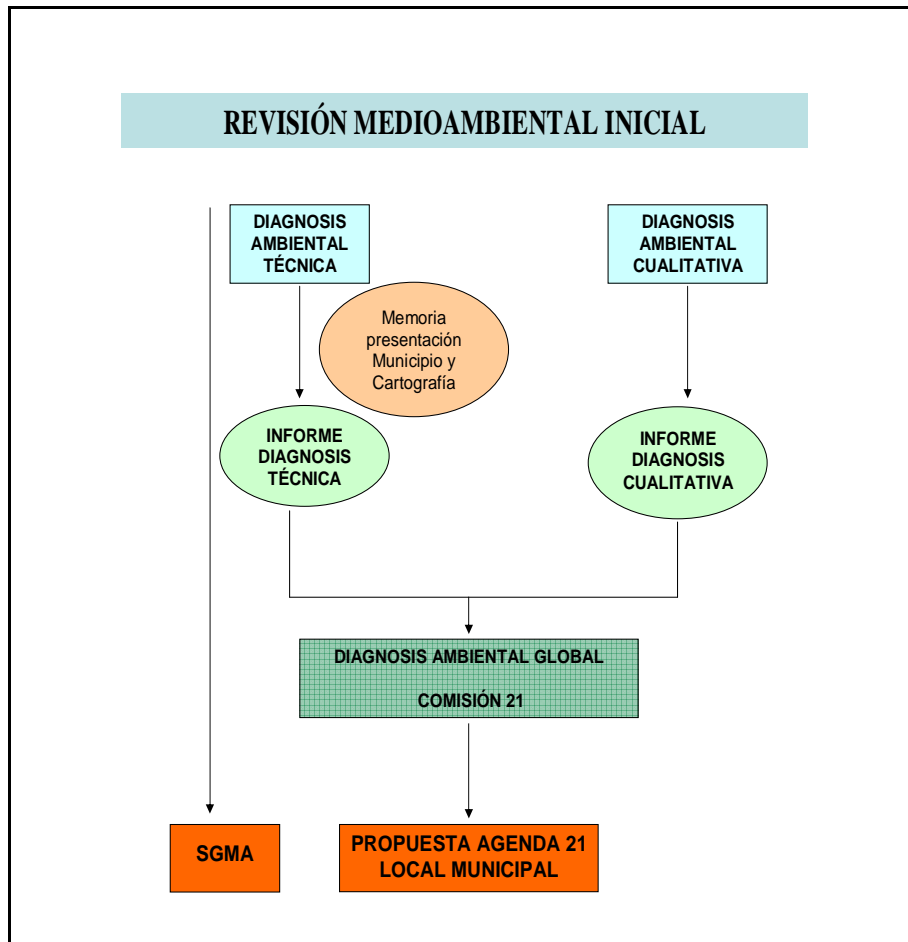 REVISIÓN MEDIOAMBIENTAL INICIAL
DIAGNOSIS
AMBIENTAL
TÉCNICA
DIAGNOSIS
AMBIENTAL
CUALITATIVA
Memoria
presentación
Municipio y
Cartografía
INFORME
DIAGNOSIS
TÉCNICA
INFORME
DIAGNOSIS
CUALITATIVA
DIAGNOSIS AMBIENTAL GLOBAL
COMISIÓN 21
SGMA
PROPUESTA AGENDA 21
LOCAL MUNICIPAL